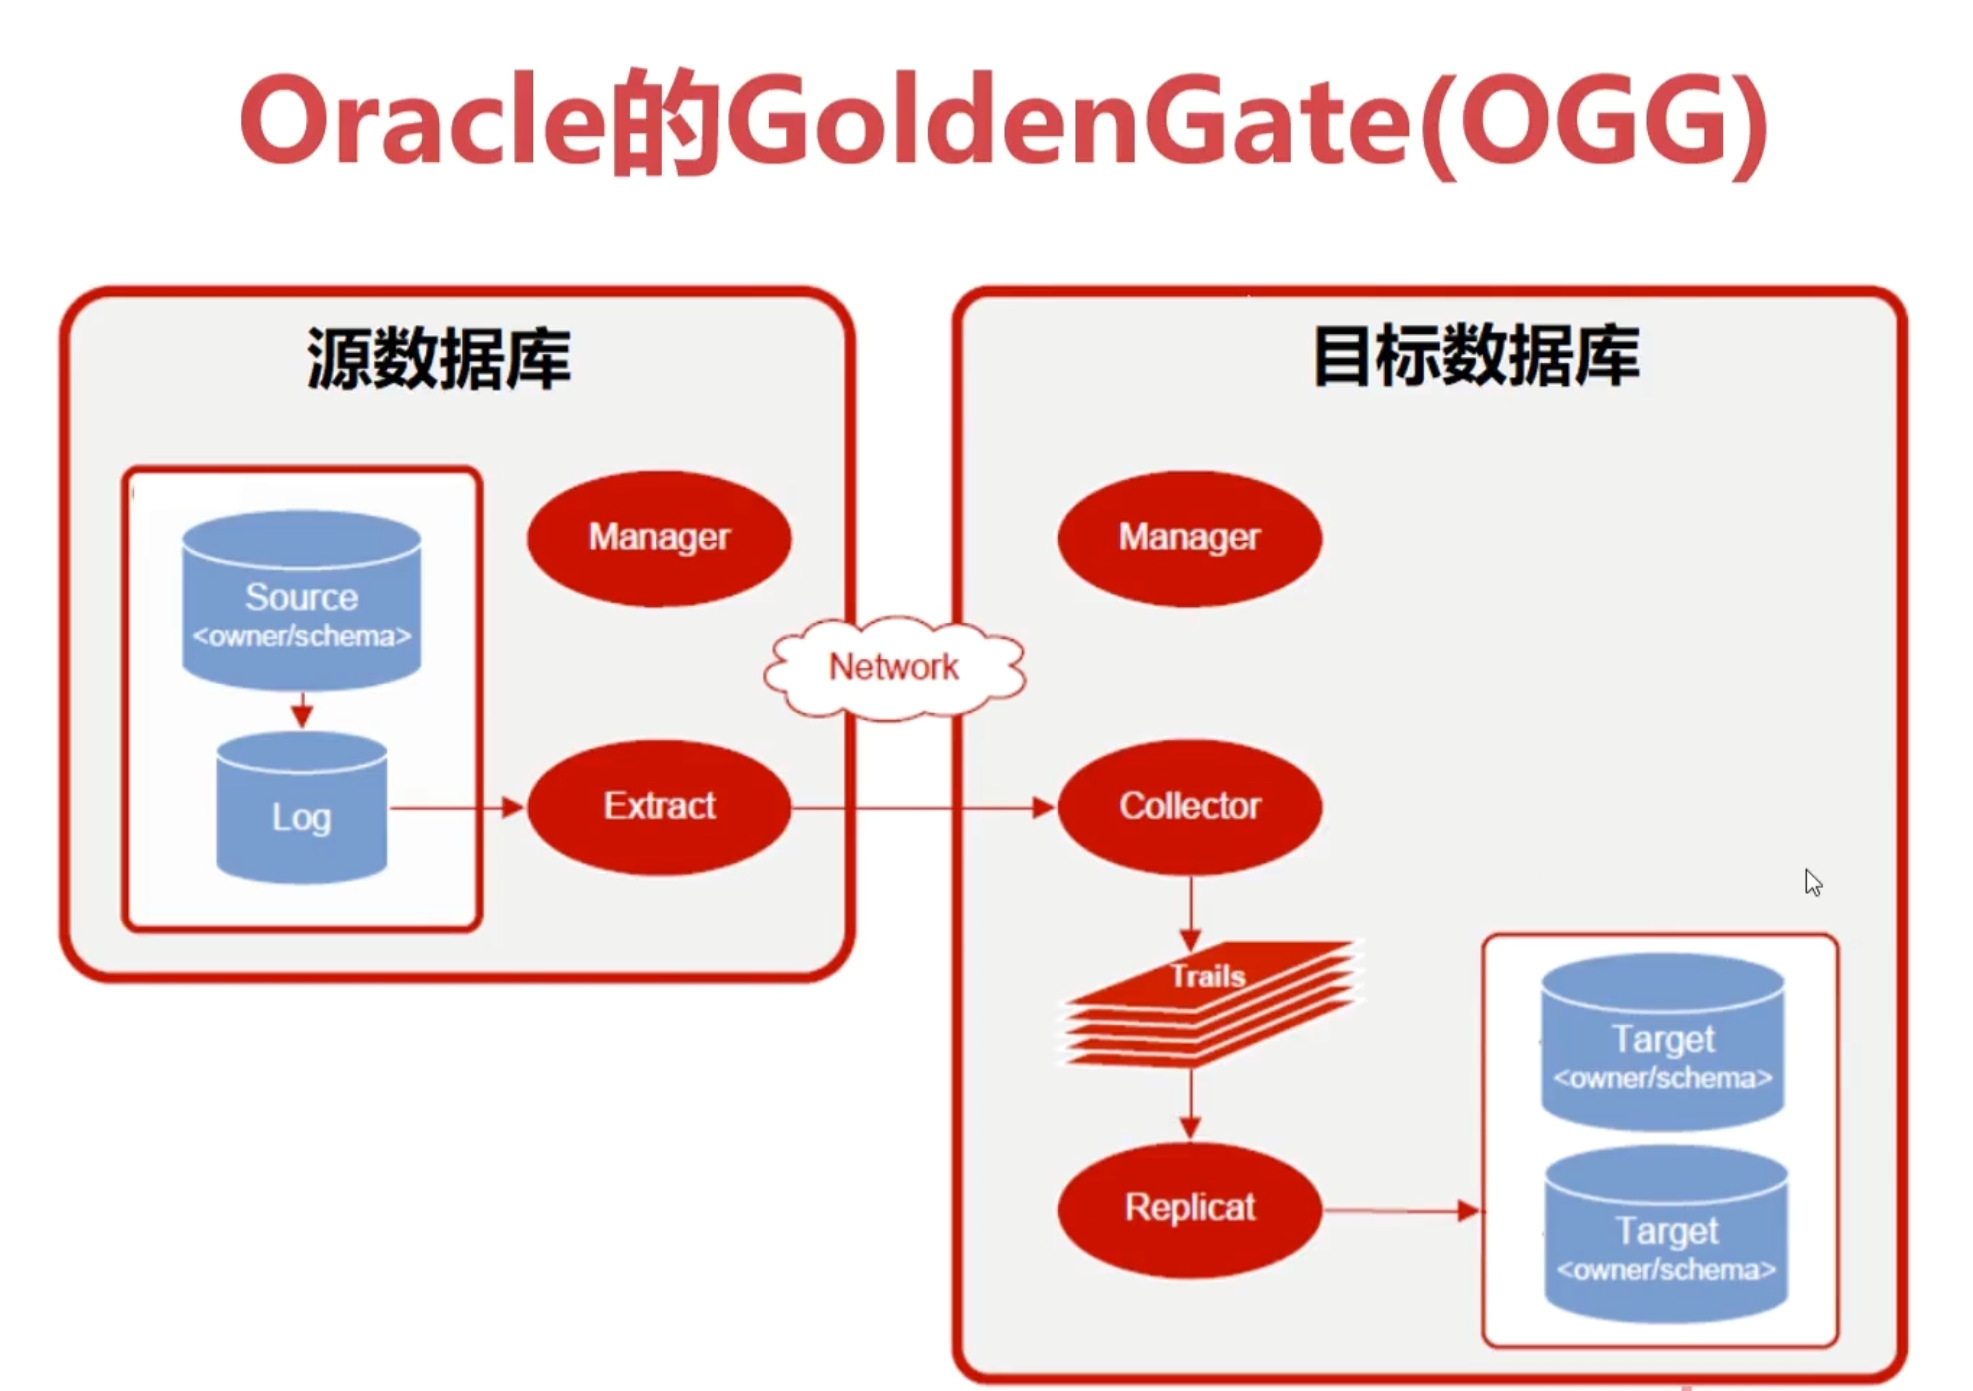 Oracle的GoldenGate(OGG)
源数据库
Manager
Source
<owner/schema>
Log
Extract
Network
目标数据库
Manager
Collector
Trails
Replicat
Target
<owner/schema>
Target
<owner/schema>